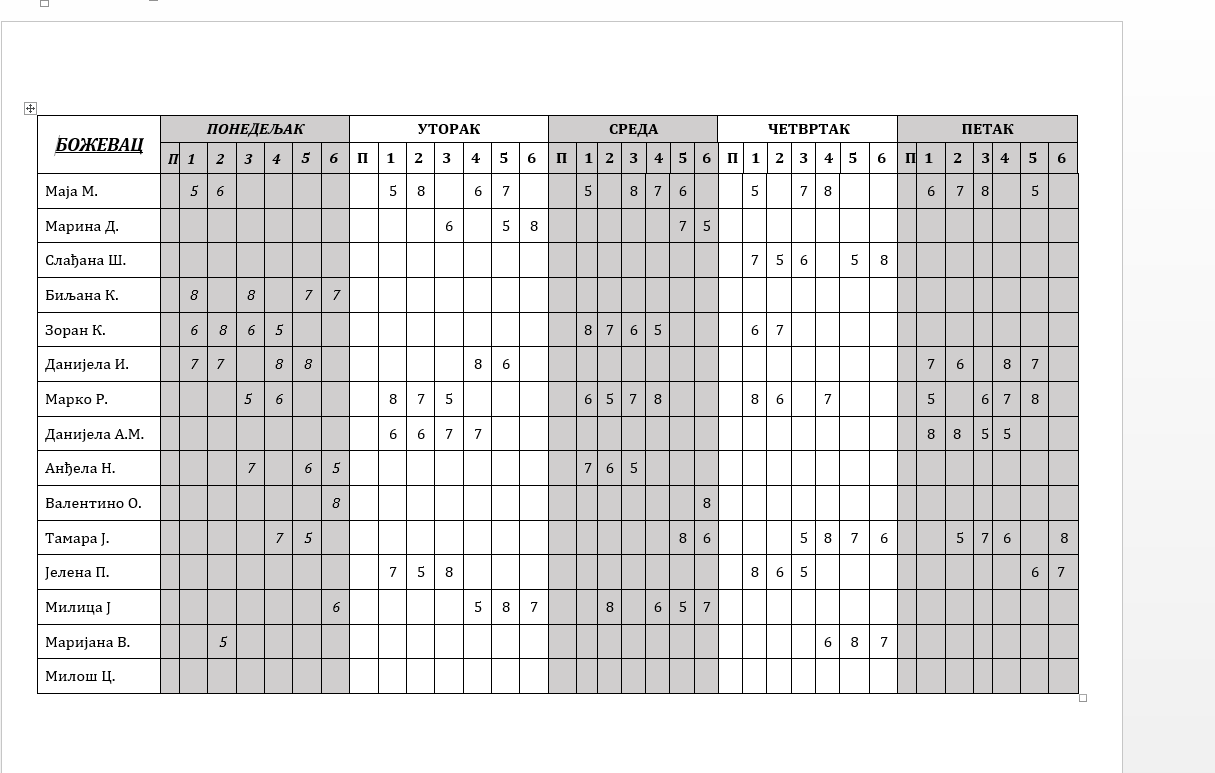 БОЖЕВАЦ ПОНЕДЕЉАК УТОРАК СРЕДА ЧЕТВРТАК ПЕТАК
П 1 2 3 4 5 6 П 1 2 3 4 5 6 П 1 2 3 4 5 6 П 1 2 3 4 5 6 П 1 2 3 4 5 6
Маја М. 5 6 5 8 6 7 5 8 7 6 5 7 8 6 7 8 5
Марина Д. 6 5 8 7 5
Слађана Ш. 7 5 6 5 8
Биљана К. 8 8 7 7
Зоран К. 6 8 6 5 8 7 6 5 6 7
Данијела И. 7 7 8 8 8 6 7 6 8 7
Марко Р. 5 6 8 7 5 6 5 7 8 8 6 7 5 6 7 8
Данијела А.М. 6 6 7 7 8 8 5 5
Анђела Н. 7 6 5 7 6 5
Валентино О. 8 8
Тамара Ј. 7 5 8 6 5 8 7 6 5 7 6 8
Јелена П. 7 5 8 8 6 5 6 7
Милица Ј 6 5 8 7 8 6 5 7
Маријана В. 5 6 8 7
Милош Ц.